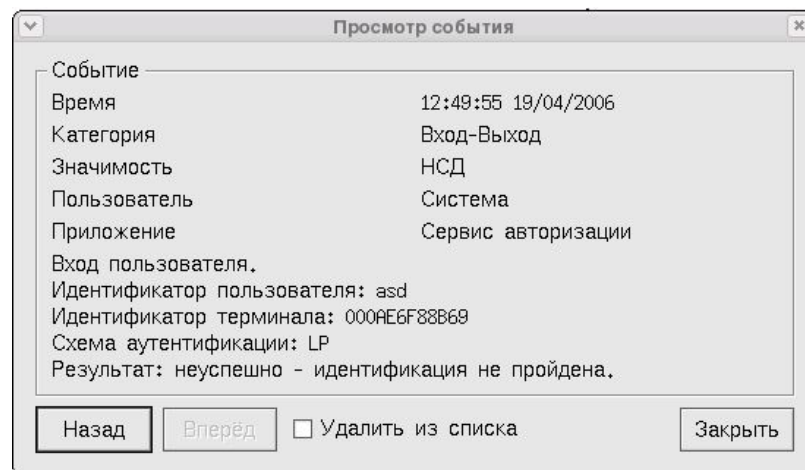 Просмотр события
Событие
Время 12:49:55 19/04/2006
Категория Вход-Выход
Значимость НСД
Пользователь Система
Приложение Сервис авторизации
Вход пользователя.
Идентификатор пользователя: asd
Идентификатор терминала: 000AE6F88B69
Схема аутентификации: LP
Результат: неуспешно - идентификация не пройдена.
Назад Вперёд Удалить из списка Закрыть